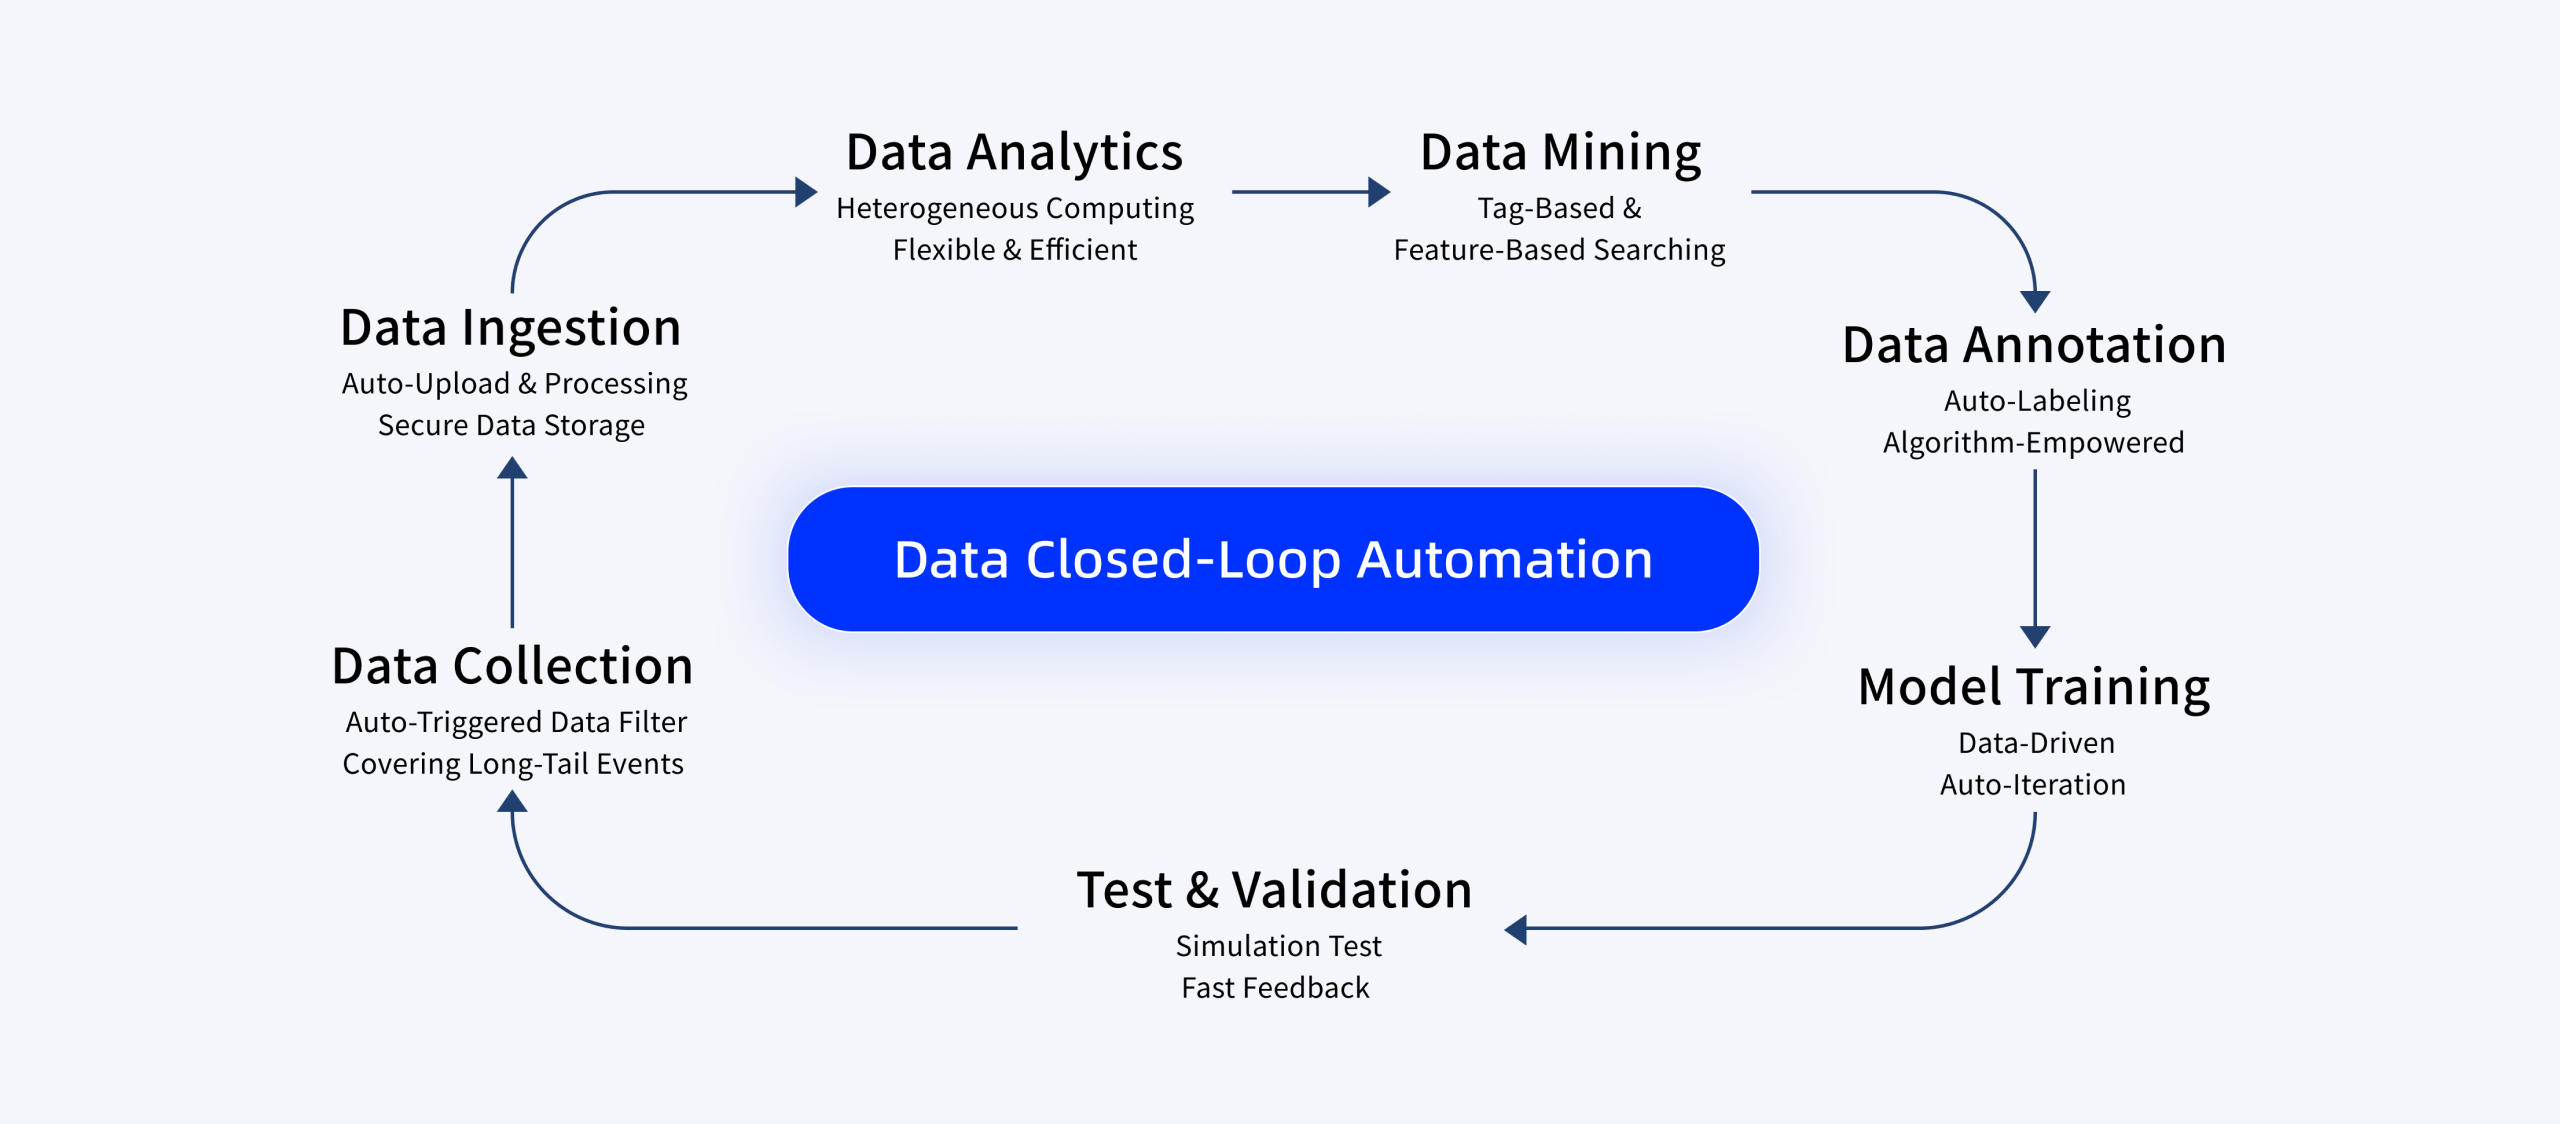 Data Analytics
Heterogeneous Computing
Flexible & Efficient
Data Mining
Tag-Based &
Feature-Based Searching
Data Ingestion
Auto-Upload & Processing
Secure Data Storage
Data Annotation
Auto-Labeling
Algorithm-Empowered
Data Closed-Loop Automation
Data Collection
Auto-Triggered Data Filter
Covering Long-Tail Events
Model Training
Data-Driven
Auto-Iteration
Test & Validation
Simulation Test
Fast Feedback